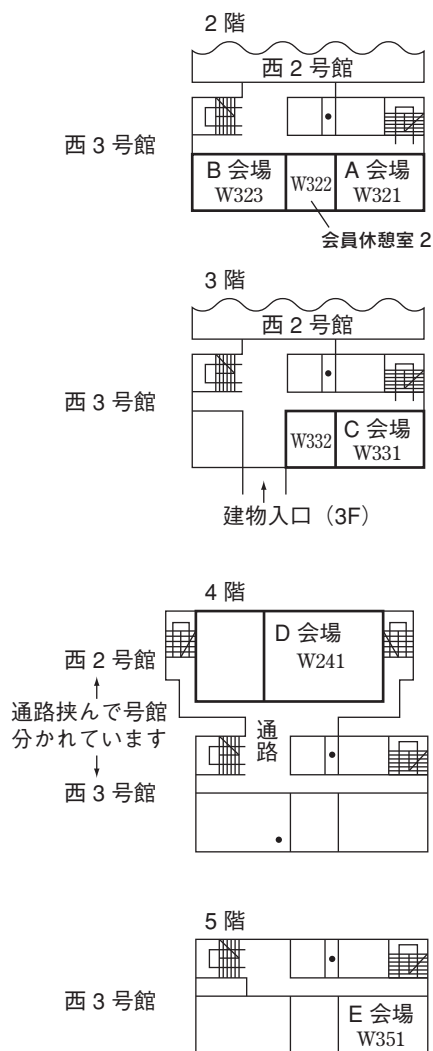 2 階
西 2 号館
西 3 号館
B 会場
W323
W322
A 会場
W321
会員休憩室 2
3 階
西 2 号館
西 3 号館
W332
C 会場
W331
建物入口（3F）
4 階
D 会場
W241
西 2 号館
通路挟んで号館
分かれています
通路
西 3 号館
5 階
西 3 号館
E 会場
W351